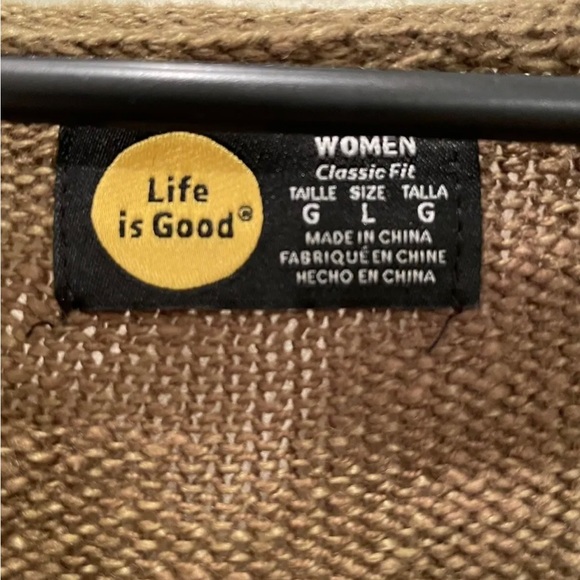 Life
is Good®
WOMEN
Classic Fit
TAILLE SIZE TALLA
G L G
MADE IN CHINA
FABRIQUÉ EN CHINE
HECHO EN CHINA